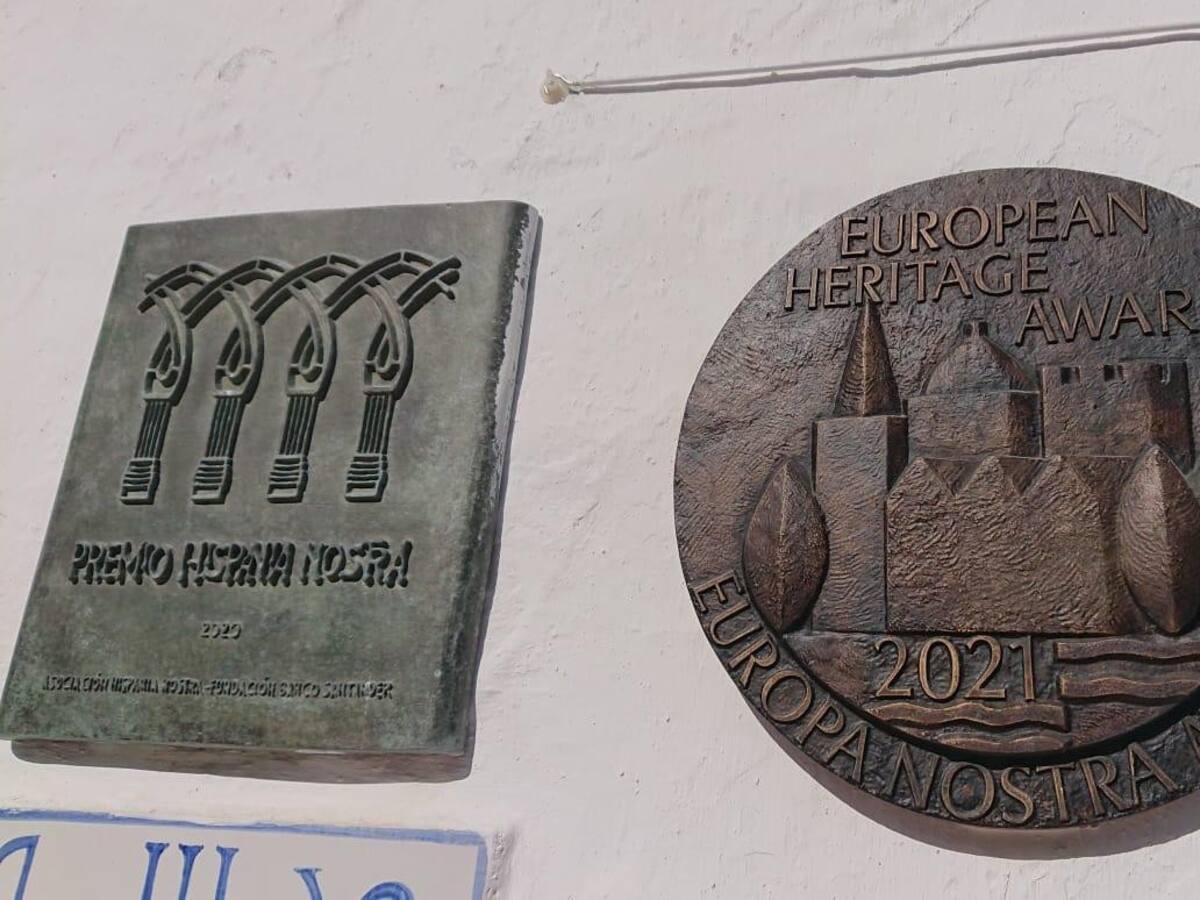 PREMIO HISPANIA NOSTRA
2020
ASOCIACIÓN HISPANIA NOSTRA-FUNDACIÓN BANCO SANTANDER
EUROPEAN
HERITAGE
AWAR
2021
EUROPA NOSTRA